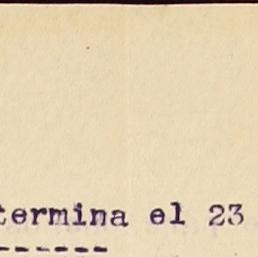 termina el 23
------